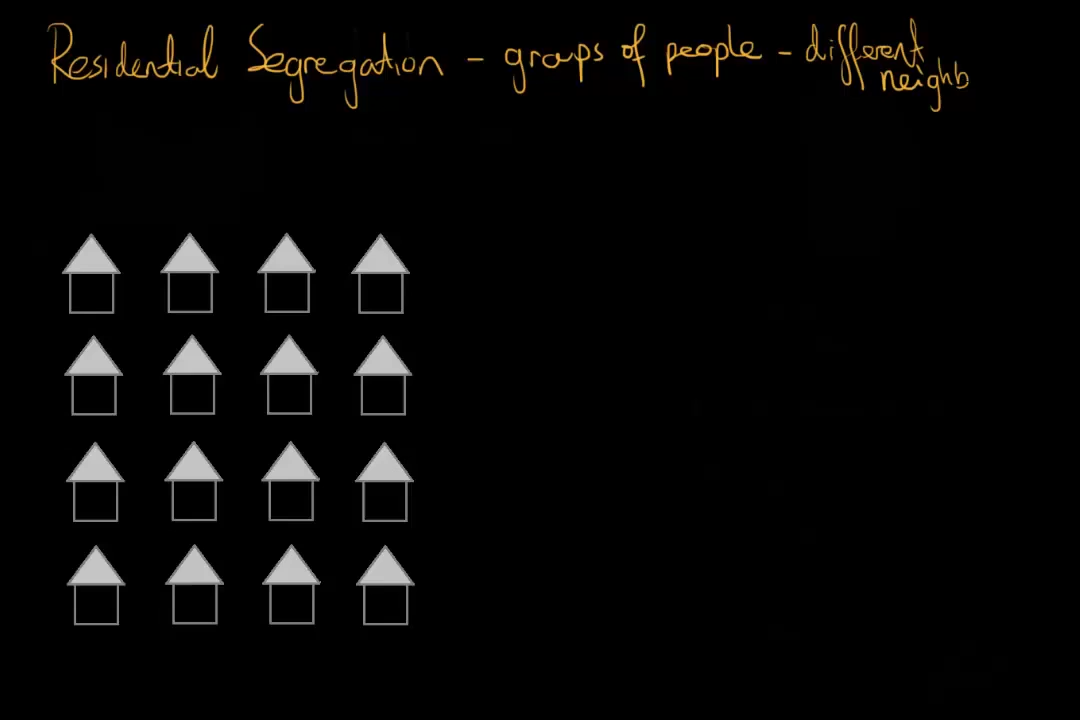 Residential Segregation - groups of people - different
neighb